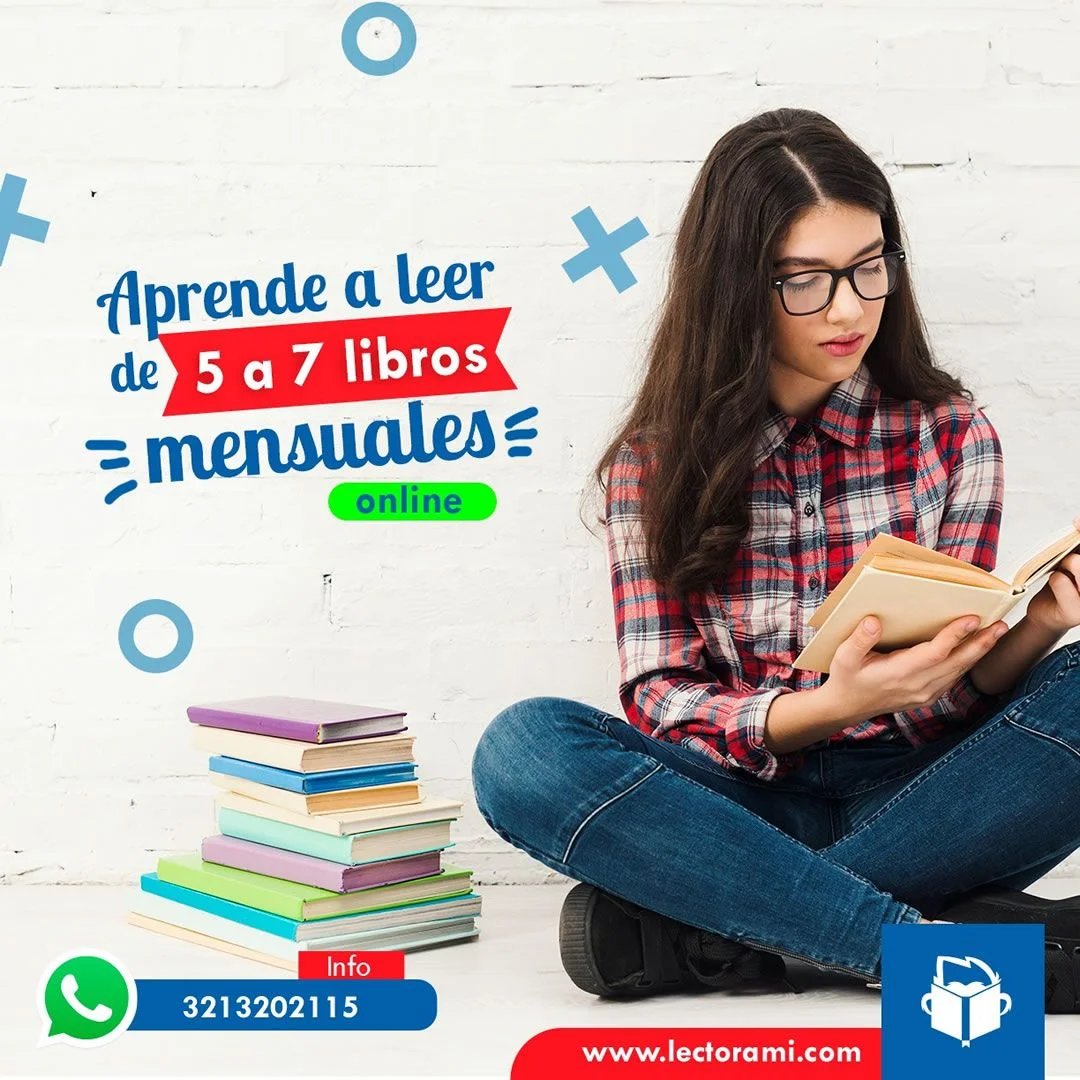 Aprende a leer
de 5 a 7 libros
mensuales
online
Info
3213202115
www.lectorami.com